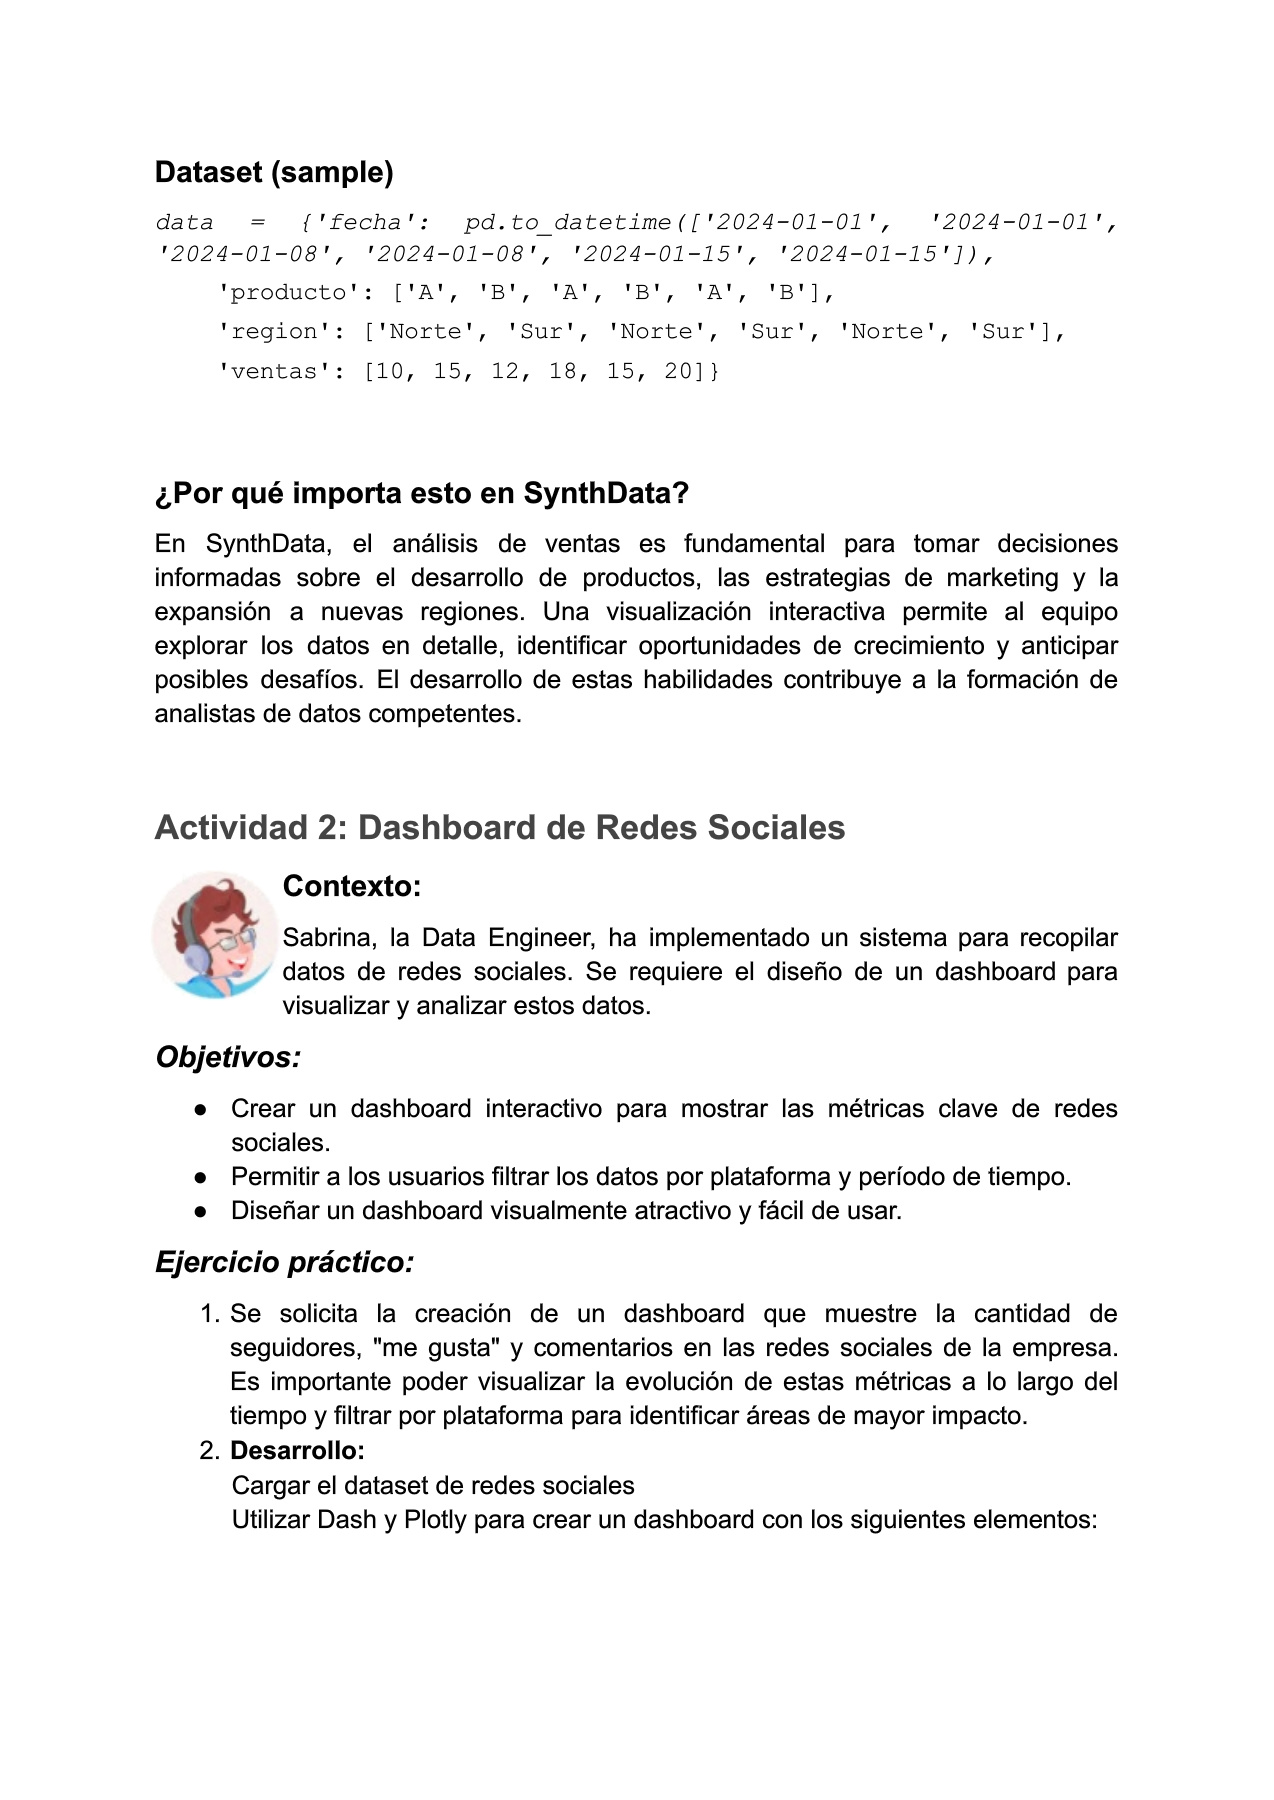 Dataset (sample)
data = {'fecha': pd.to_datetime(['2024-01-01', '2024-01-01',
'2024-01-08', '2024-01-08', '2024-01-15', '2024-01-15']),
'producto': ['A', 'B', 'A', 'B', 'A', 'B'],
'region': ['Norte', 'Sur', 'Norte', 'Sur', 'Norte', 'Sur'],
'ventas': [10, 15, 12, 18, 15, 20]}
¿Por qué importa esto en SynthData?
En SynthData, el análisis de ventas es fundamental para tomar decisiones
informadas sobre el desarrollo de productos, las estrategias de marketing y la
expansión a nuevas regiones. Una visualización interactiva permite al equipo
explorar los datos en detalle, identificar oportunidades de crecimiento y anticipar
posibles desafíos. El desarrollo de estas habilidades contribuye a la formación de
analistas de datos competentes.
Actividad 2: Dashboard de Redes Sociales
Contexto:
Sabrina, la Data Engineer, ha implementado un sistema para recopilar
datos de redes sociales. Se requiere el diseño de un dashboard para
visualizar y analizar estos datos.
Objetivos:
● Crear un dashboard interactivo para mostrar las métricas clave de redes
sociales.
● Permitir a los usuarios filtrar los datos por plataforma y período de tiempo.
● Diseñar un dashboard visualmente atractivo y fácil de usar.
Ejercicio práctico:
1. Se solicita la creación de un dashboard que muestre la cantidad de
seguidores, "me gusta" y comentarios en las redes sociales de la empresa.
Es importante poder visualizar la evolución de estas métricas a lo largo del
tiempo y filtrar por plataforma para identificar áreas de mayor impacto.
2. Desarrollo:
Cargar el dataset de redes sociales
Utilizar Dash y Plotly para crear un dashboard con los siguientes elementos: